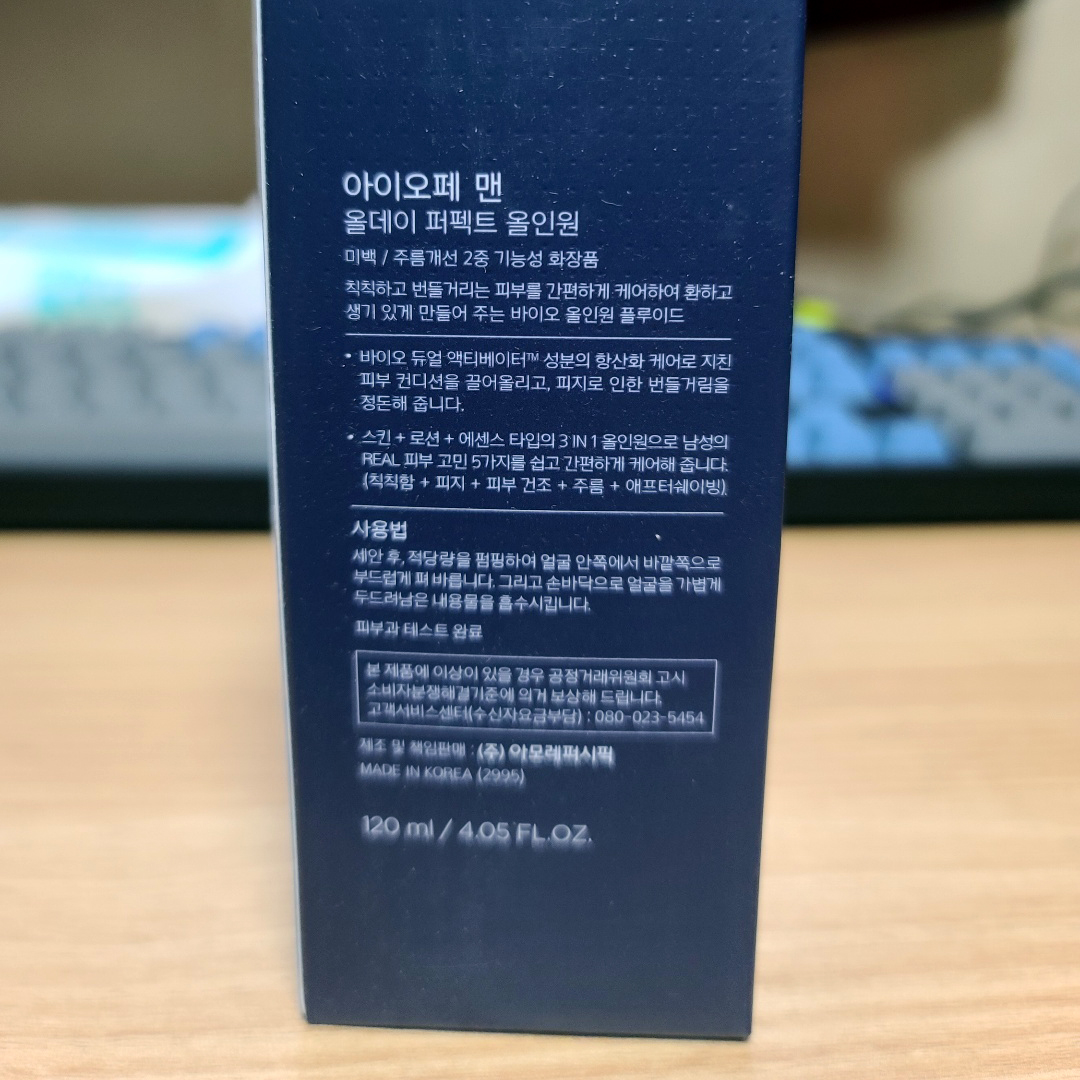 아이오페 맨
올데이 퍼펙트 올인원
미백 / 주름개선 2중 기능성 화장품
칙칙하고 번들거리는 피부를 간편하게 케어하여 환하고
생기 있게 만들어 주는 바이오 올인원 플루이드
• 바이오 듀얼 액티베이터™ 성분의 항산화 케어로 지친
피부 컨디션을 끌어올리고, 피지로 인한 번들거림을
정돈해 줍니다.
• 스킨 + 로션 + 에센스 타입의 3 IN 1 올인원으로 남성의
REAL 피부 고민 5가지를 쉽고 간편하게 케어해 줍니다.
(칙칙함 + 피지 + 피부 건조 + 주름 + 애프터쉐이빙)
사용법
세안 후, 적당량을 펌핑하여 얼굴 안쪽에서 바깥쪽으로
부드럽게 펴 바릅니다. 그리고 손바닥으로 얼굴을 가볍게
두드려 남은 내용물을 흡수시킵니다.
피부과 테스트 완료
본 제품에 이상이 있을 경우 공정거래위원회 고시
소비자분쟁해결기준에 의거 보상해 드립니다.
고객서비스센터(수신자요금부담) : 080-023-5454
제조 및 책임판매 : (주) 아모레퍼시픽
MADE IN KOREA (2995)
120 ml / 4.05 FL.OZ.